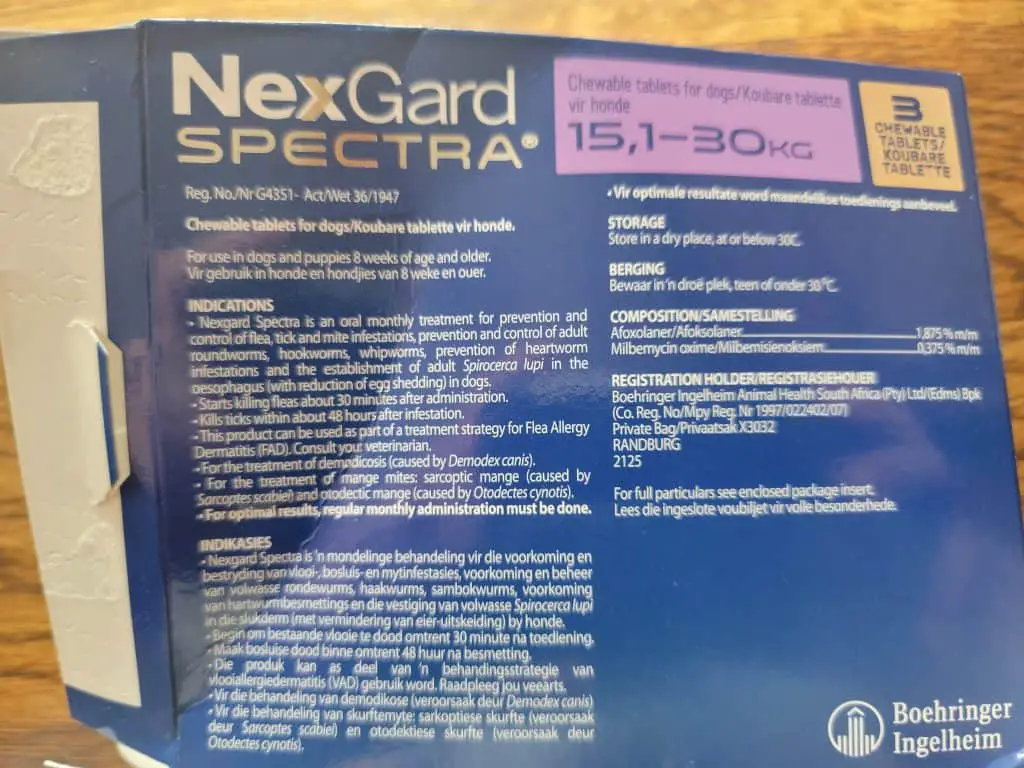 NexGard
SPECTRA®
Chewable tablets for dogs/Koubare tablette
vir honde
15,1–30KG
3
CHEWABLE
TABLETS/
KOUBARE
TABLETTE
Reg. No./Nr G4351- Act/Wet 36/1947
Chewable tablets for dogs/Koubare tablette vir honde.
For use in dogs and puppies 8 weeks of age and older.
Vir gebruik in honde en hondjies van 8 weke en ouer.
INDICATIONS
• Nexgard Spectra is an oral monthly treatment for prevention and
control of flea, tick and mite infestations, prevention and control of adult
roundworms, hookworms, whipworms, prevention of heartworm
infestations and the establishment of adult Spirocerca lupi in the
oesophagus (with reduction of egg shedding) in dogs.
• Starts killing fleas about 30 minutes after administration.
• Kills ticks within about 48 hours after infestation.
• This product can be used as part of a treatment strategy for Flea Allergy
Dermatitis (FAD). Consult your veterinarian.
• For the treatment of demodicosis (caused by Demodex canis).
• For the treatment of mange mites: sarcoptic mange (caused by
Sarcoptes scabiei) and otodectic mange (caused by Otodectes cynotis).
• For optimal results, regular monthly administration must be done.
INDIKASIES
• Nexgard Spectra is 'n mondelinge behandeling vir die voorkoming en
bestryding van vlooi-, bosluis- en mytinfestasies, voorkoming en beheer
van volwasse rondewurms, haakwurms, sambokwurms, voorkoming
van hartwurmbesmettings en die vestiging van volwasse Spirocerca lupi
in die slukderm (met vermindering van eier-uitskeiding) by honde.
• Begin om bestaande vlooie te dood omtrent 30 minute na toediening.
• Maak bosluise dood binne omtrent 48 huur na besmetting.
• Die produk kan as deel van 'n behandelingsstrategie van
vlooiallergiedermatitis (VAD) gebruik word. Raadpleeg jou veearts.
• Vir die behandeling van demodikose (veroorsaak deur Demodex canis)
• Vir die behandeling van skurftemyte: sarkoptiese skurfte (veroorsaak
deur Sarcoptes scabiei) en otodektiese skurfte (veroorsaak deur
Otodectes cynotis).
• Vir optimale resultate word maandelikse toedienings aanbeveel.
STORAGE
Store in a dry place, at or below 30C.
BERGING
Bewaar in 'n droë plek, teen of onder 30 °C.
COMPOSITION/SAMESTELLING
Afoxolaner/Afoksolaner 1,875 % m/m
Milbemycin oxime/Milbemisienoksiem 0,375 % m/m
REGISTRATION HOLDER/REGISTRASIEHOUER
Boehringer Ingelheim Animal Health South Africa (Pty) Ltd/(Edms) Bpk
(Co. Reg. No/Mpy Reg. Nr 1997/022402/07)
Private Bag/Privaatsak X3032
RANDBURG
2125
For full particulars see enclosed package insert.
Lees die ingeslote voubiljet vir volle besonderhede.
Boehringer
Ingelheim